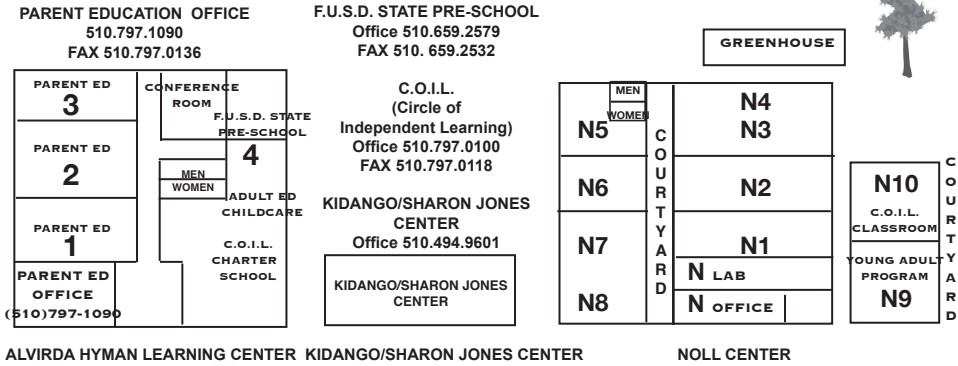 PARENT EDUCATION OFFICE
510.797.1090
FAX 510.797.0136
PARENT ED
3
PARENT ED
2
PARENT ED
1
PARENT ED
OFFICE
(510)797-1090
CONFERENCE
ROOM
F.U.S.D. STATE
PRE-SCHOOL
4
MEN
WOMEN
ADULT ED
CHILDCARE
C.O.I.L.
CHARTER
SCHOOL
ALVIRDA HYMAN LEARNING CENTER
F.U.S.D. STATE PRE-SCHOOL
Office 510.659.2579
FAX 510. 659.2532
C.O.I.L.
(Circle of
Independent Learning)
Office 510.797.0100
FAX 510.797.0118
KIDANGO/SHARON JONES
CENTER
Office 510.494.9601
KIDANGO/SHARON JONES
CENTER
KIDANGO/SHARON JONES CENTER
GREENHOUSE
MEN
WOMEN
N5
N6
N7
N8
COURTYARD
N4
N3
N2
N1
N LAB
N OFFICE
N10
C.O.I.L.
CLASSROOM
YOUNG ADULT
PROGRAM
N9
COURTYARD
NOLL CENTER